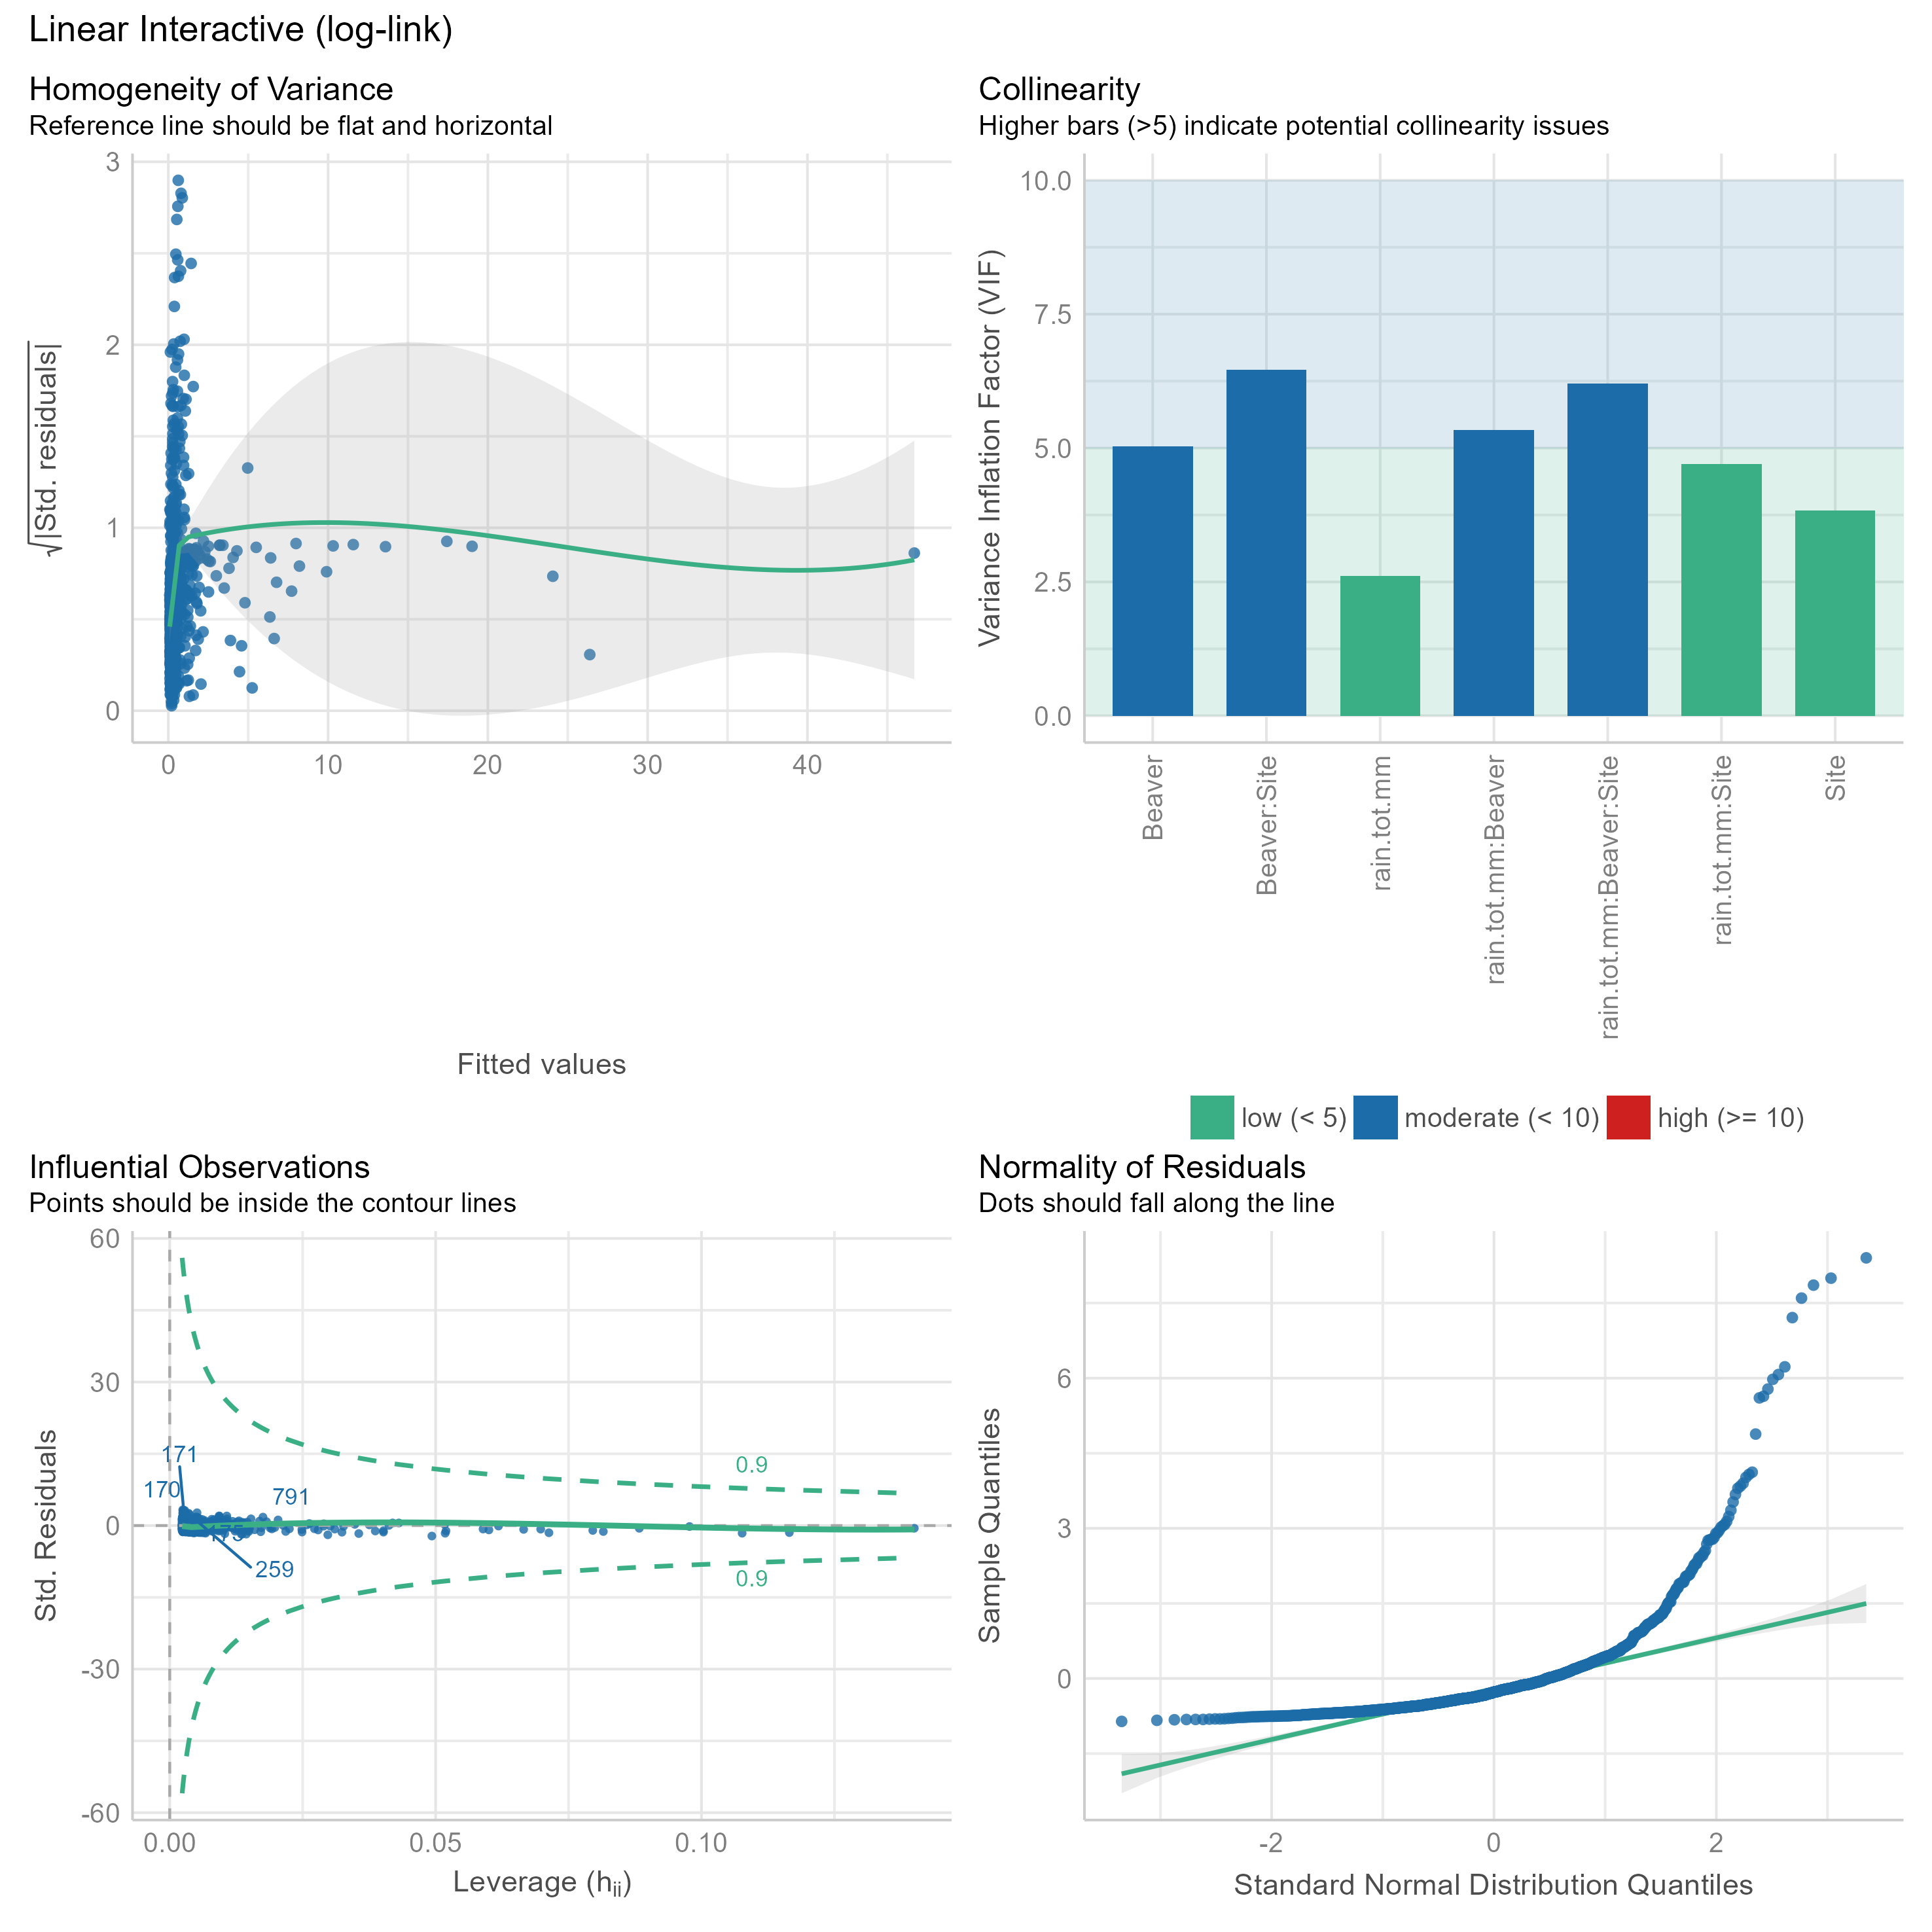 Linear Interactive (log-link)
Homogeneity of Variance
Reference line should be flat and horizontal
3
2
1
0
√|Std. residuals|
0 10 20 30 40
Fitted values
Collinearity
Higher bars (>5) indicate potential collinearity issues
10.0
7.5
5.0
2.5
0.0
Variance Inflation Factor (VIF)
Beaver
Beaver:Site
rain.tot.mm
rain.tot.mm:Beaver
rain.tot.mm:Beaver:Site
rain.tot.mm:Site
Site
low (< 5) moderate (< 10) high (>= 10)
Influential Observations
Points should be inside the contour lines
60
30
0
-30
-60
Std. Residuals
171
170
791
259
0.9
0.9
0.00 0.05 0.10
Leverage (hii)
Normality of Residuals
Dots should fall along the line
6
3
0
Sample Quantiles
-2 0 2
Standard Normal Distribution Quantiles